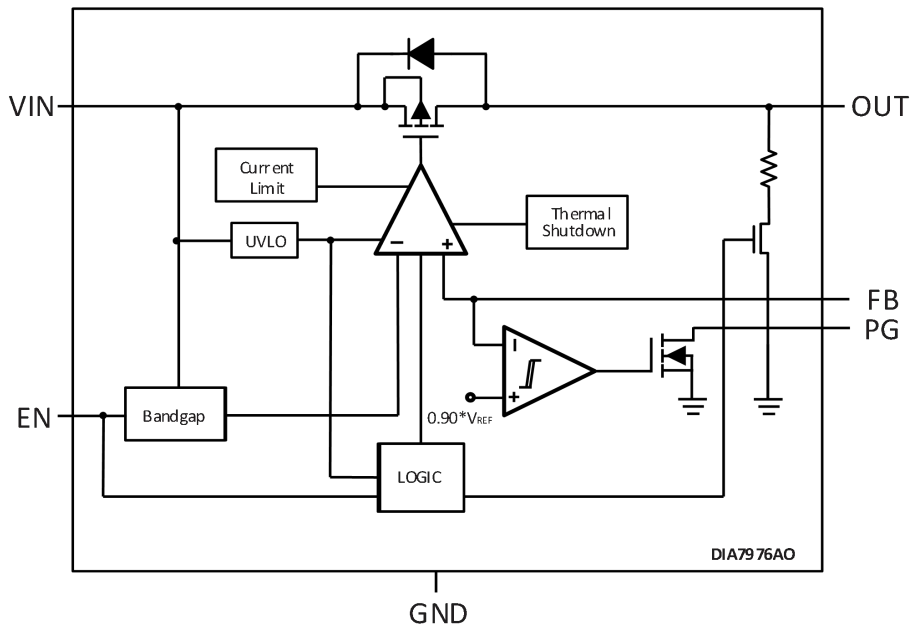 VIN
OUT
Current
Limit
Thermal
Shutdown
UVLO
−
+
FB
PG
I
+
0.90*VREF
EN
Bandgap
LOGIC
DIA7976AO
GND